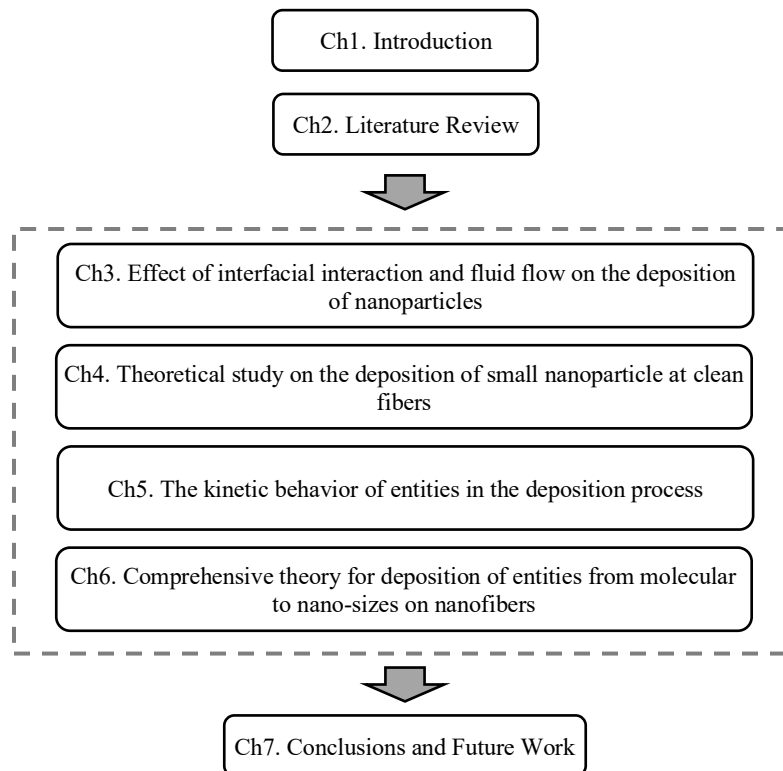 Ch1. Introduction
Ch2. Literature Review
Ch3. Effect of interfacial interaction and fluid flow on the deposition
of nanoparticles
Ch4. Theoretical study on the deposition of small nanoparticle at clean
fibers
Ch5. The kinetic behavior of entities in the deposition process
Ch6. Comprehensive theory for deposition of entities from molecular
to nano-sizes on nanofibers
Ch7. Conclusions and Future Work